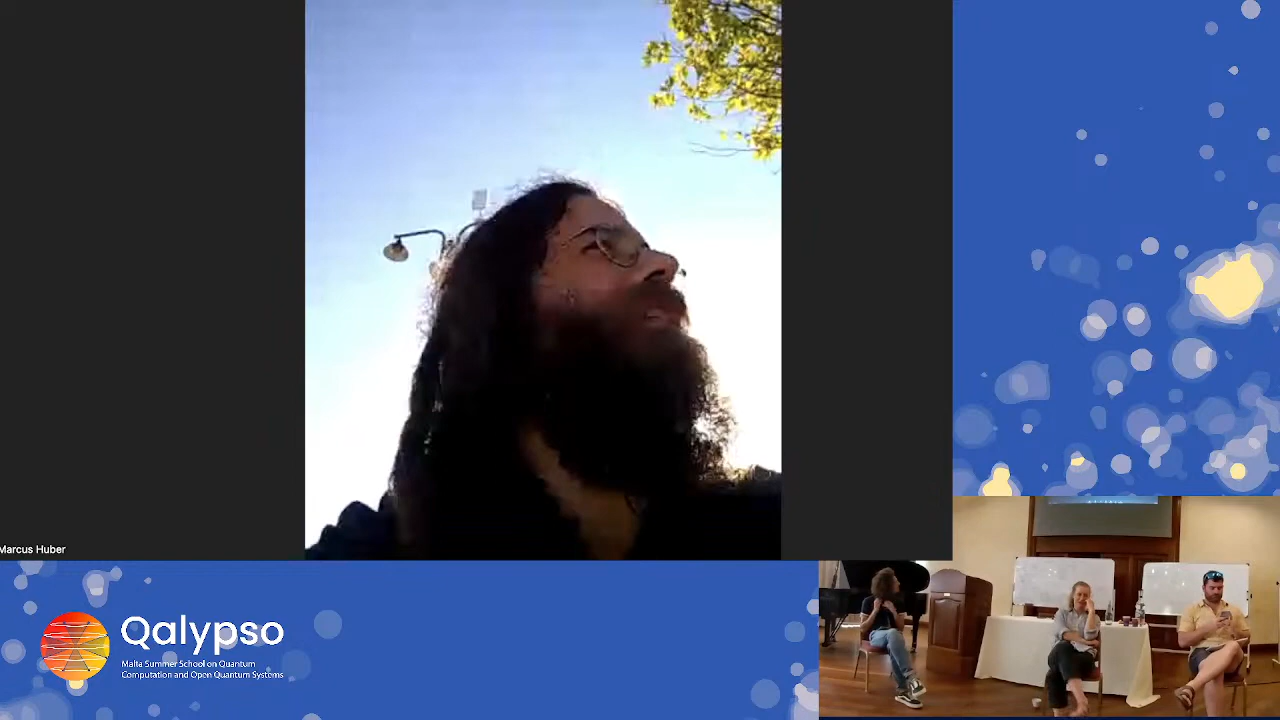 Marcus Huber
Qalypso
Malta Summer School on Quantum
Computation and Open Quantum Systems